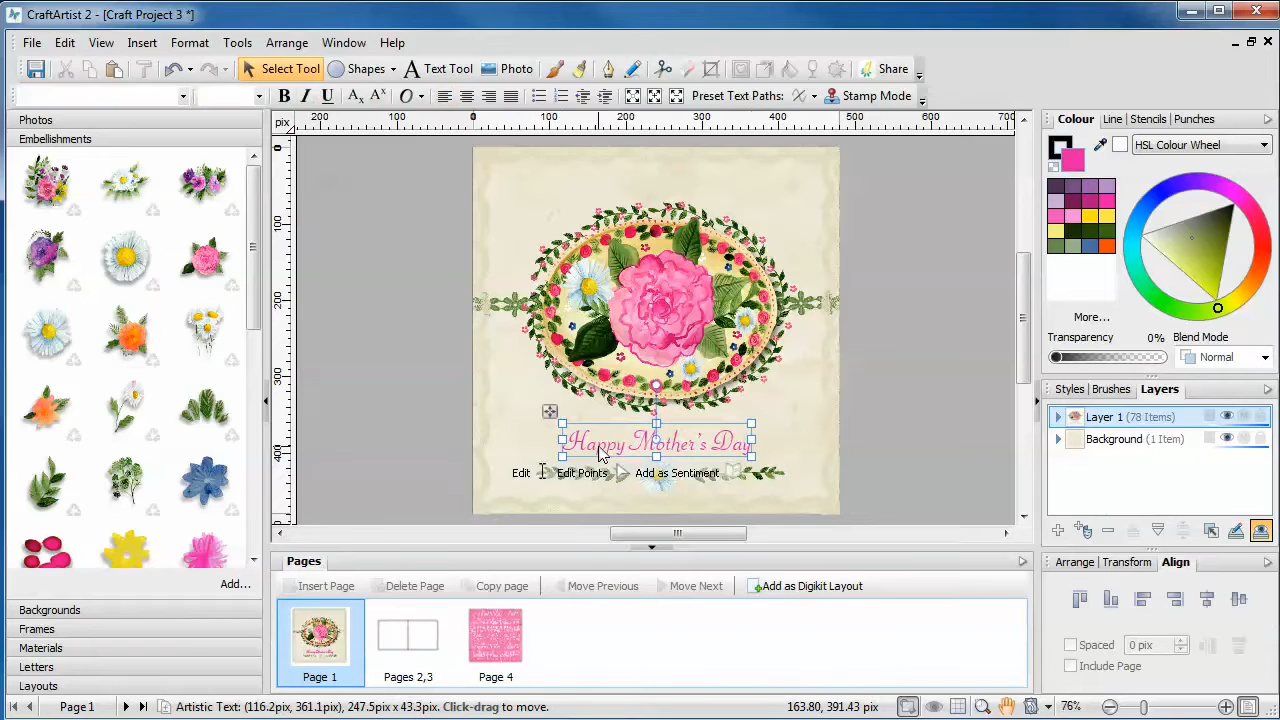 CraftArtist 2 - [Craft Project 3 *]
File Edit View Insert Format Tools Arrange Window Help
Select Tool Shapes A Text Tool Photo Share
B I U Preset Text Paths: Stamp Mode
Photos
Embellishments
Add...
Backgrounds
Frames
Materials
Letters
Layouts
pix 200 100 0 100 200 300 400 500 600 700
0
100
200
300
400
Happy Mother's Day
Edit Edit Points Add as Sentiment
Pages
Insert Page Delete Page Copy page Move Previous Move Next Add as Digikit Layout
Page 1 Pages 2,3 Page 4
Colour Line Stencils Punches
HSL Colour Wheel
More...
Transparency 0% Blend Mode
Normal
Styles Brushes Layers
Layer 1 (78 Items)
Background (1 Item)
Arrange Transform Align
Spaced 0 pix
Include Page
Page 1 Artistic Text: (116.2pix, 361.1pix), 247.5pix x 43.3pix. Click-drag to move. 163.80, 391.43 pix 76%